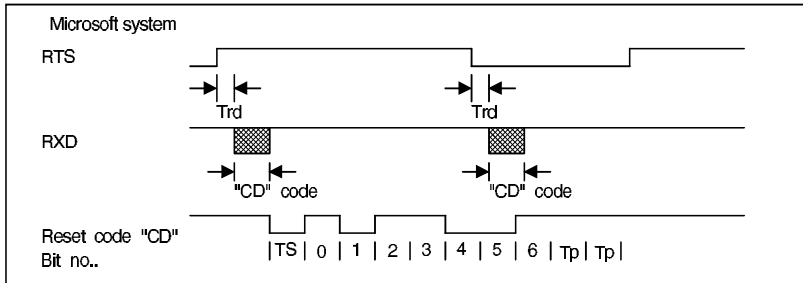 Microsoft system
RTS
Trd Trd
RXD
"CD" code "CD" code
Reset code "CD"
Bit no..
|TS| 0 | 1 | 2 | 3 | 4 | 5 | 6 |Tp|Tp|